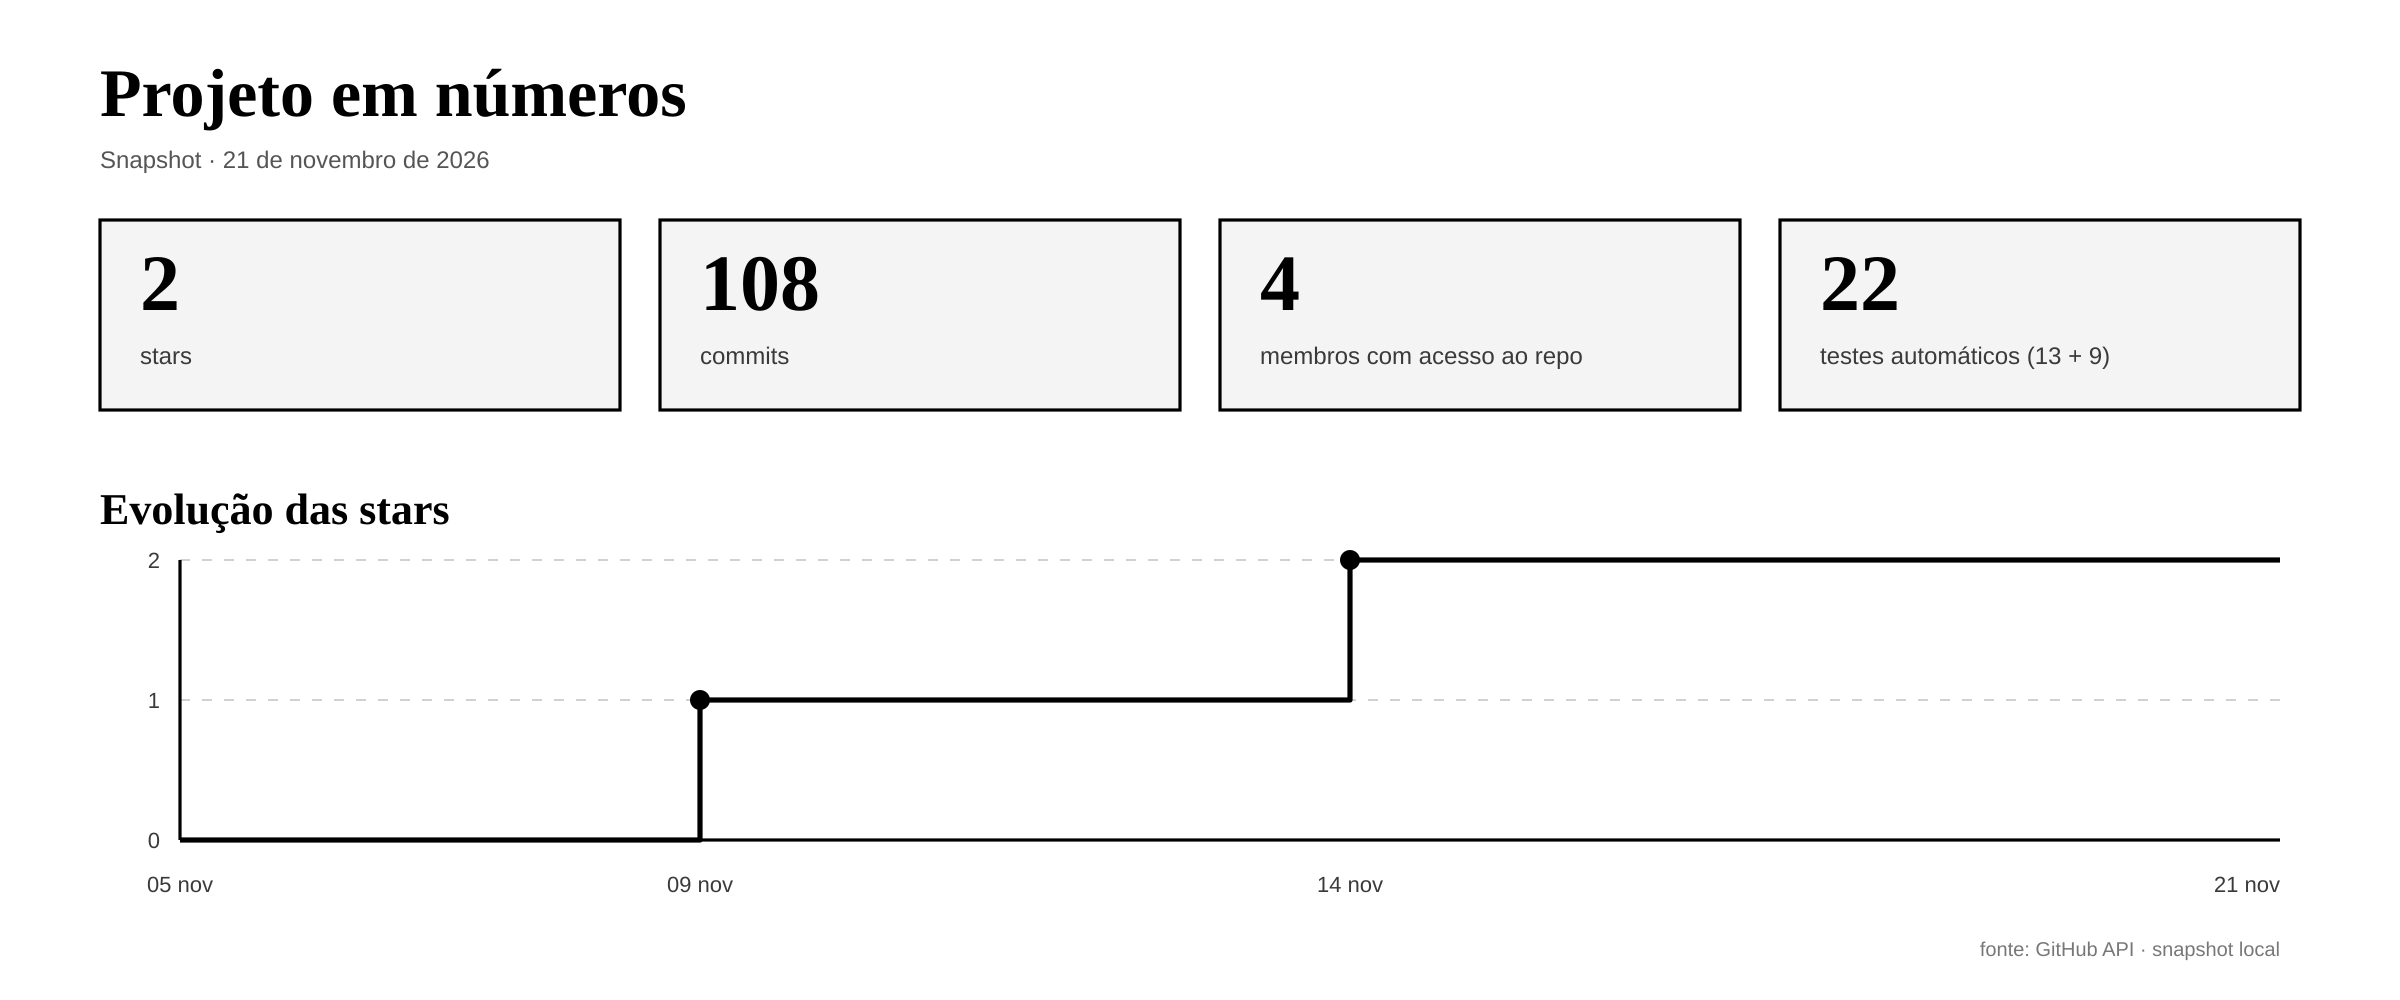 Projeto em números
Snapshot · 21 de novembro de 2026
2
stars
108
commits
4
membros com acesso ao repo
22
testes automáticos (13 + 9)
Evolução das stars
2
1
0
05 nov
09 nov
14 nov
21 nov
fonte: GitHub API · snapshot local